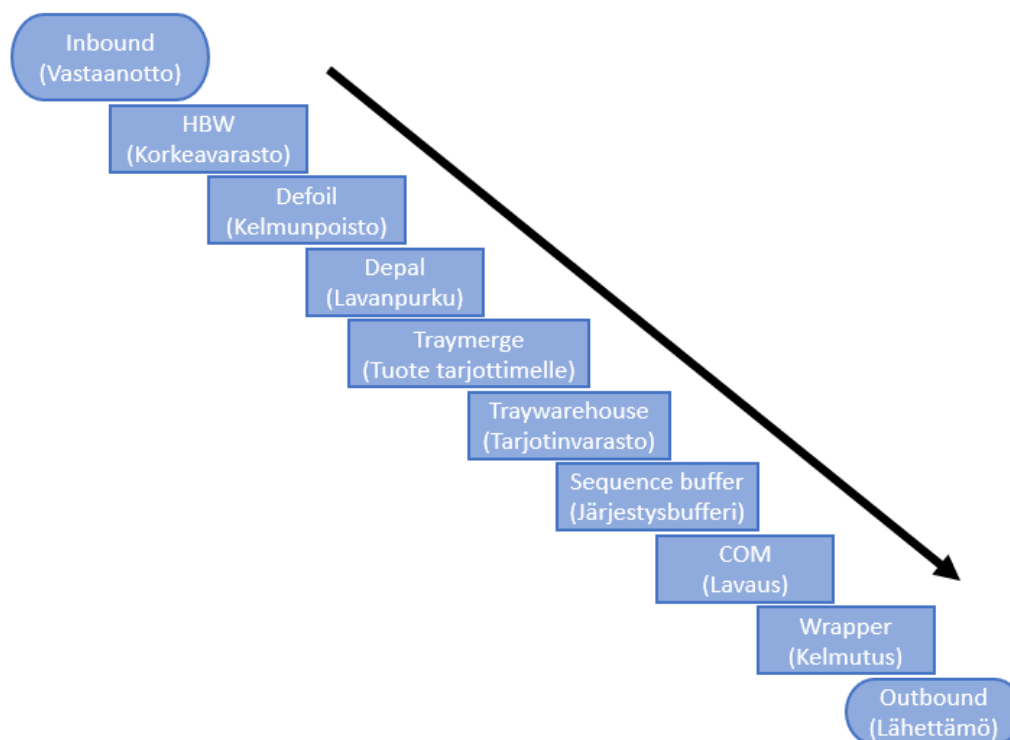 Inbound
(Vastaanotto)
HBW
(Korkeavarasto)
Defoil
(Kelmunpoisto)
Depal
(Lavanpurku)
Traymerge
(Tuote tarjottimelle)
Traywarehouse
(Tarjotinvarasto)
Sequence buffer
(Järjestysbufferi)
COM
(Lavaus)
Wrapper
(Kelmutus)
Outbound
(Lähettämö)